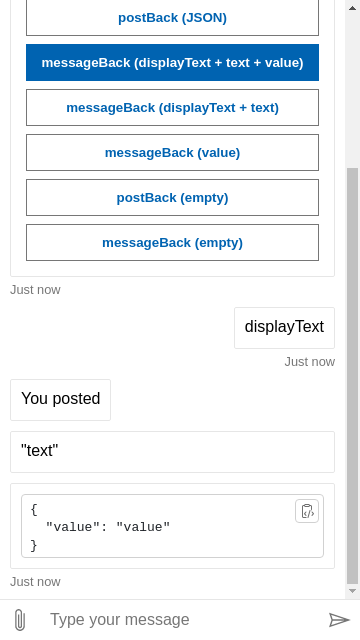 postBack (JSON)
messageBack (displayText + text + value)
messageBack (displayText + text)
messageBack (value)
postBack (empty)
messageBack (empty)
Just now
displayText
Just now
You posted
"text"
{
  "value": "value"
}
Just now
Type your message